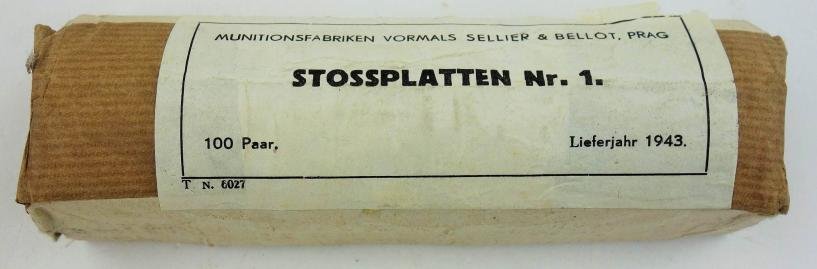 MUNITIONSFABRIKEN VORMALS SELLIER & BELLOT, PRAG
STOSSPLATTEN Nr. 1.
100 Paar.
Lieferjahr 1943.
T N. 6027